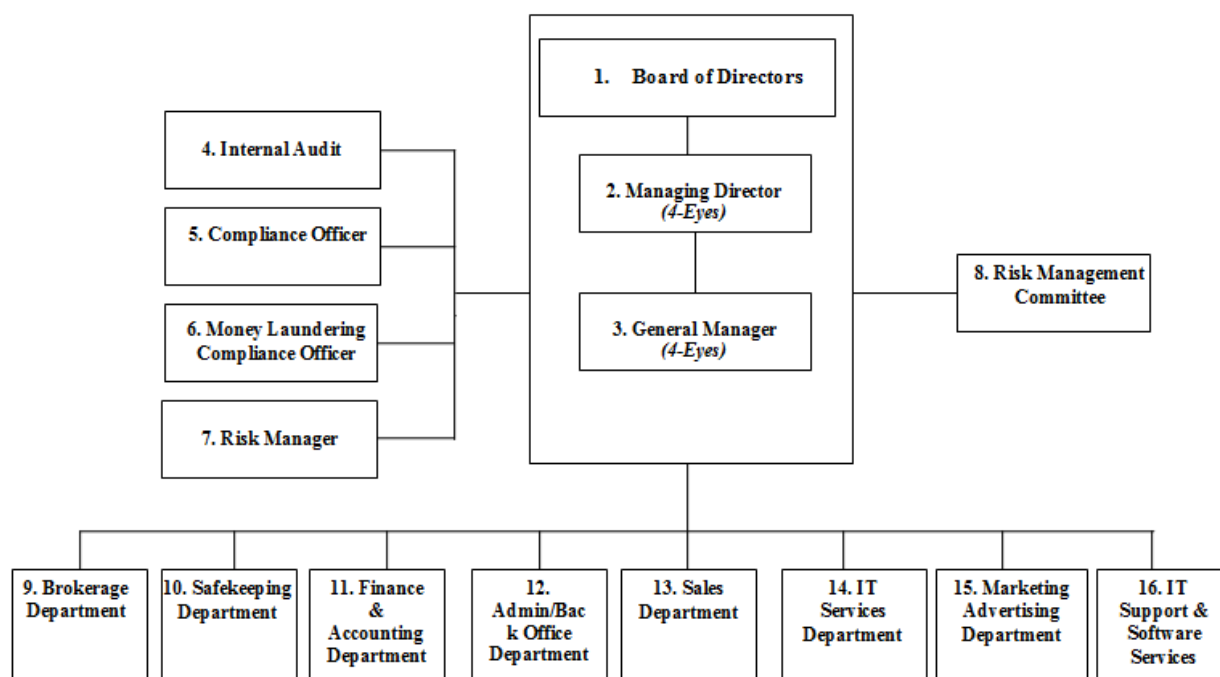 1. Board of Directors
2. Managing Director
(4-Eyes)
3. General Manager
(4-Eyes)
4. Internal Audit
5. Compliance Officer
6. Money Laundering
Compliance Officer
7. Risk Manager
8. Risk Management
Committee
9. Brokerage
Department
10. Safekeeping
Department
11. Finance
&
Accounting
Department
12.
Admin/Bac
k Office
Department
13. Sales
Department
14. IT
Services
Department
15. Marketing
Advertising
Department
16. IT
Support &
Software
Services